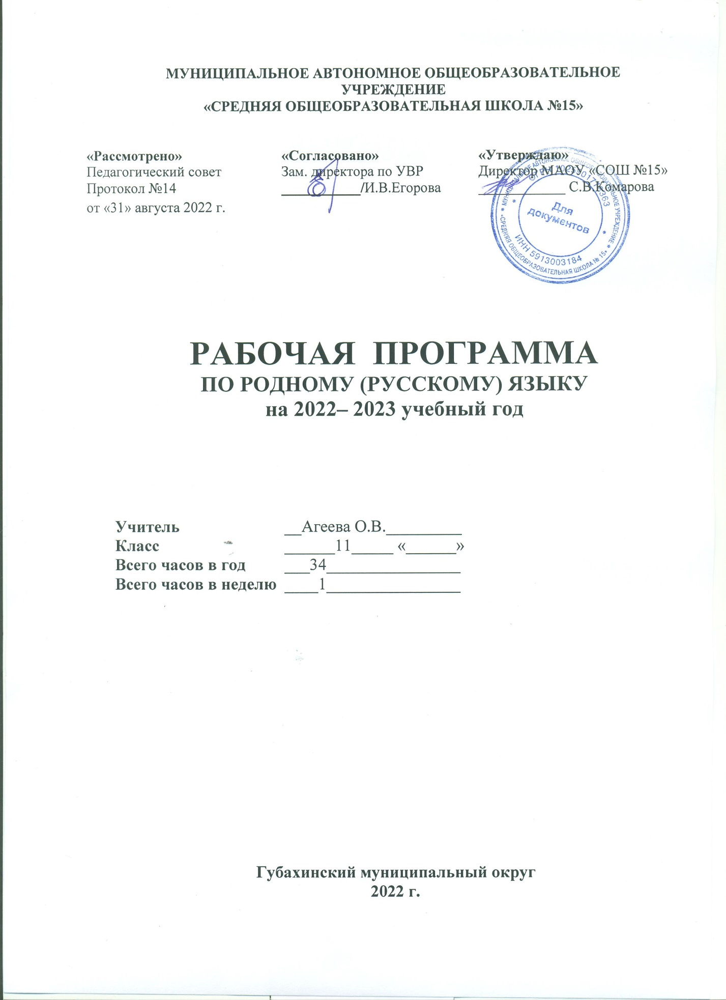 МУНИЦИПАЛЬНОЕ АВТОНОМНОЕ ОБЩЕОБРАЗОВАТЕЛЬНОЕ
УЧРЕЖДЕНИЕ
«СРЕДНЯЯ ОБЩЕОБРАЗОВАТЕЛЬНАЯ ШКОЛА №15»
«Рассмотрено»
Педагогический совет
Протокол №14
от «31» августа 2022 г.
«Согласовано»
Зам. директора по УВР
___________/И.В.Егорова
«Утверждаю»
Директор МАОУ «СОШ №15»
____________ С.В.Комарова
МУНИЦИПАЛЬНОЕ АВТОНОМНОЕ ОБЩЕОБРАЗОВАТЕЛЬНОЕ УЧРЕЖДЕНИЕ
«СРЕДНЯЯ ОБЩЕОБРАЗОВАТЕЛЬНАЯ ШКОЛА № 15»
ИНН 5913003184
Для
документов
РАБОЧАЯ ПРОГРАММА
ПО РОДНОМУ (РУССКОМУ) ЯЗЫКУ
на 2022– 2023 учебный год
Учитель __Агеева О.В._________
Класс ______11_____ «______»
Всего часов в год ___34________________
Всего часов в неделю ____1________________
Губахинский муниципальный округ
2022 г.